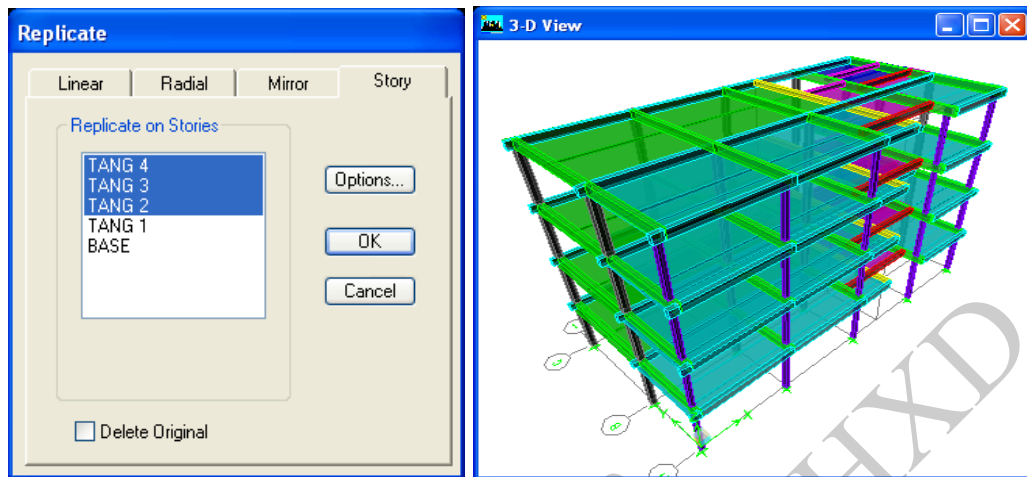 Replicate
Linear
Radial
Mirror
Story
Replicate on Stories
TANG 4
TANG 3
TANG 2
TANG 1
BASE
Options...
OK
Cancel
Delete Original
3-D View
B
HXD